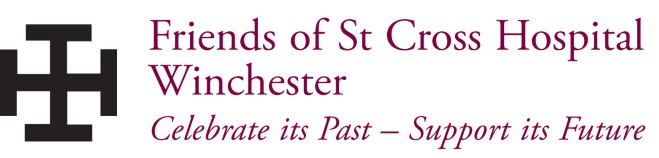 Friends of St Cross Hospital
Winchester
Celebrate its Past – Support its Future